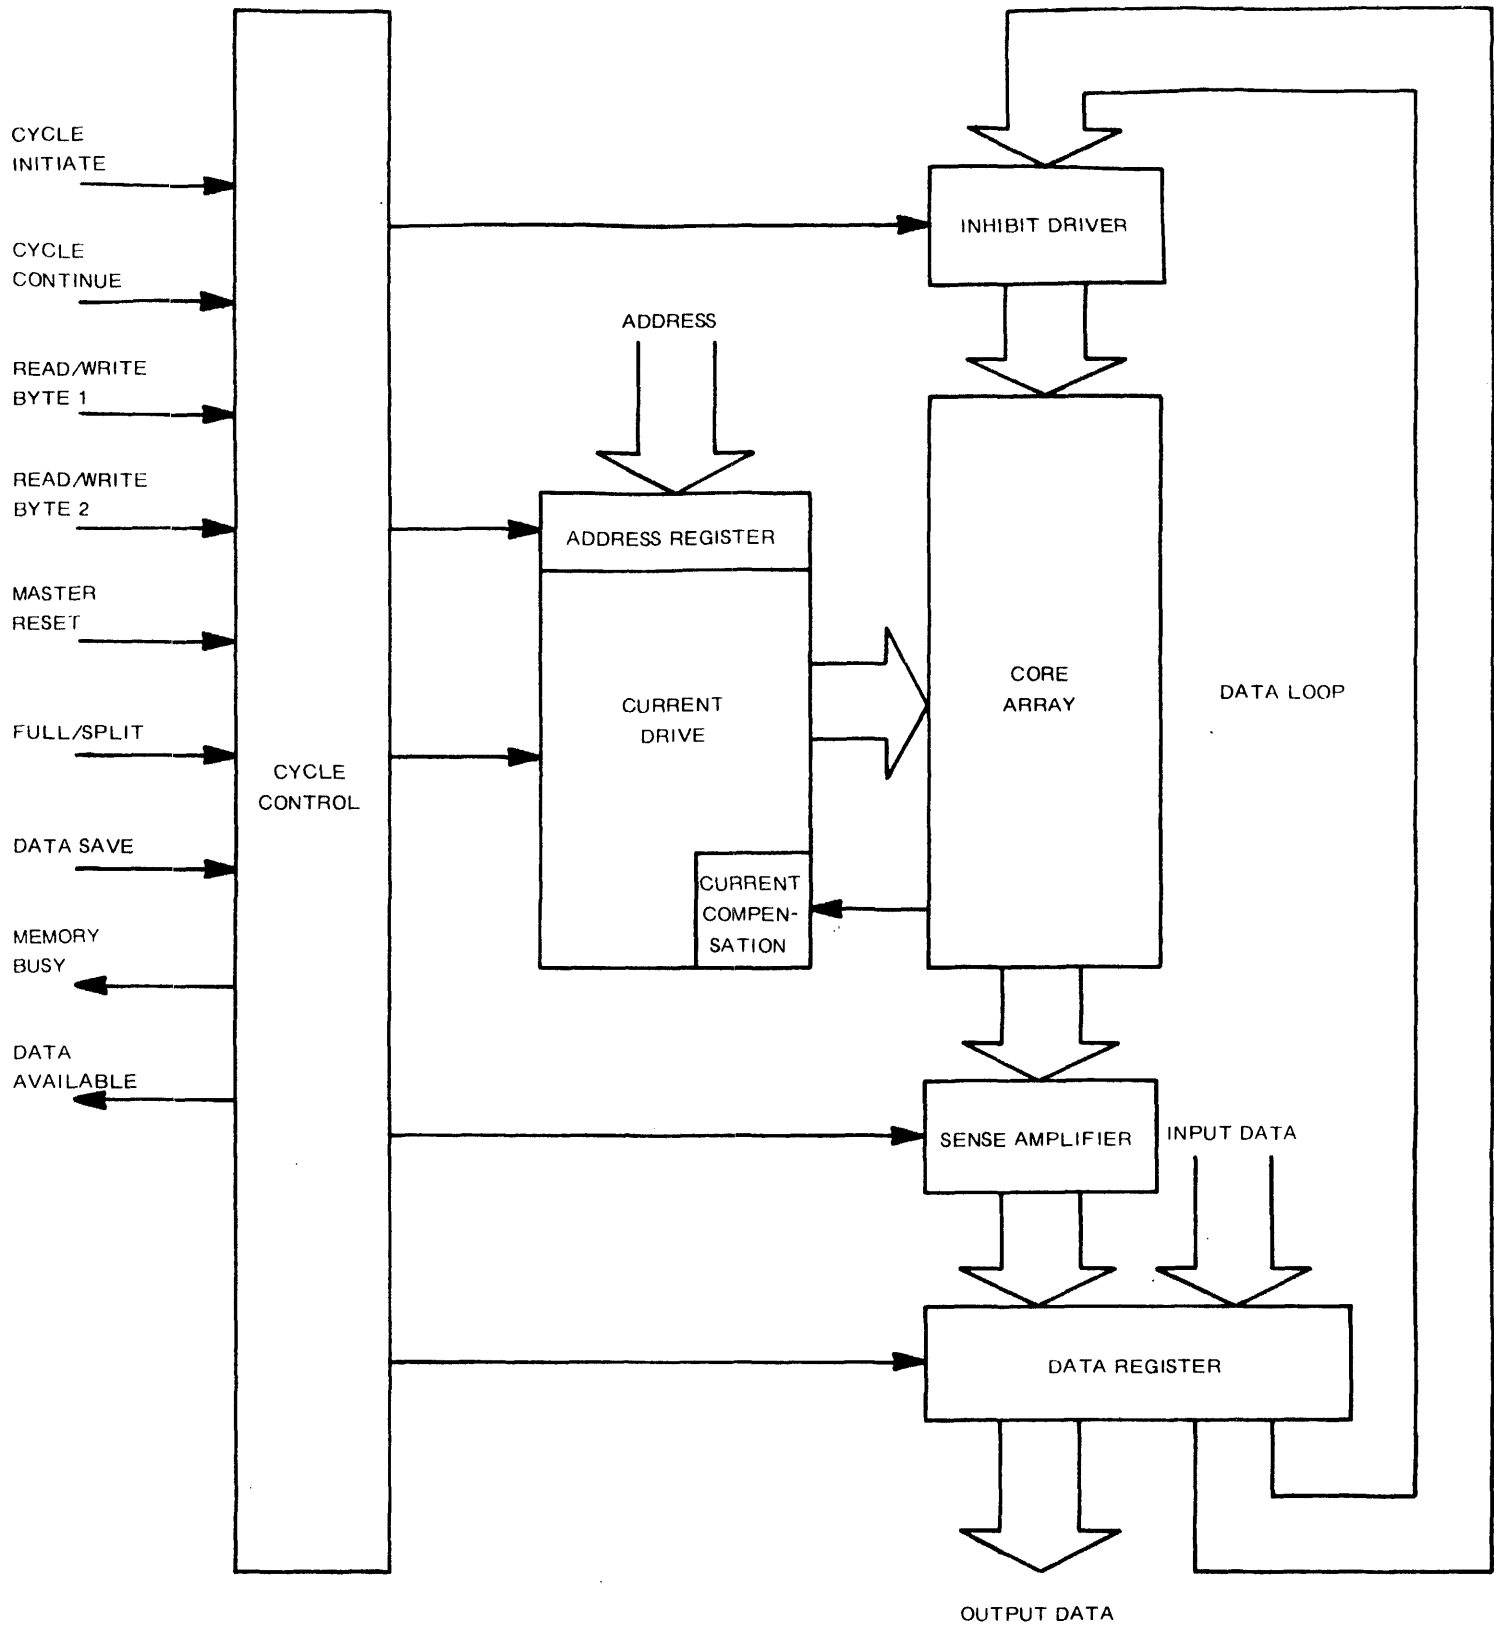 CYCLE
INITIATE
CYCLE
CONTINUE
READ/WRITE
BYTE 1
READ/WRITE
BYTE 2
MASTER
RESET
FULL/SPLIT
DATA SAVE
MEMORY
BUSY
DATA
AVAILABLE
CYCLE
CONTROL
ADDRESS
ADDRESS REGISTER
CURRENT
DRIVE
CURRENT
COMPEN-
SATION
INHIBIT DRIVER
CORE
ARRAY
DATA LOOP
SENSE AMPLIFIER
INPUT DATA
DATA REGISTER
OUTPUT DATA